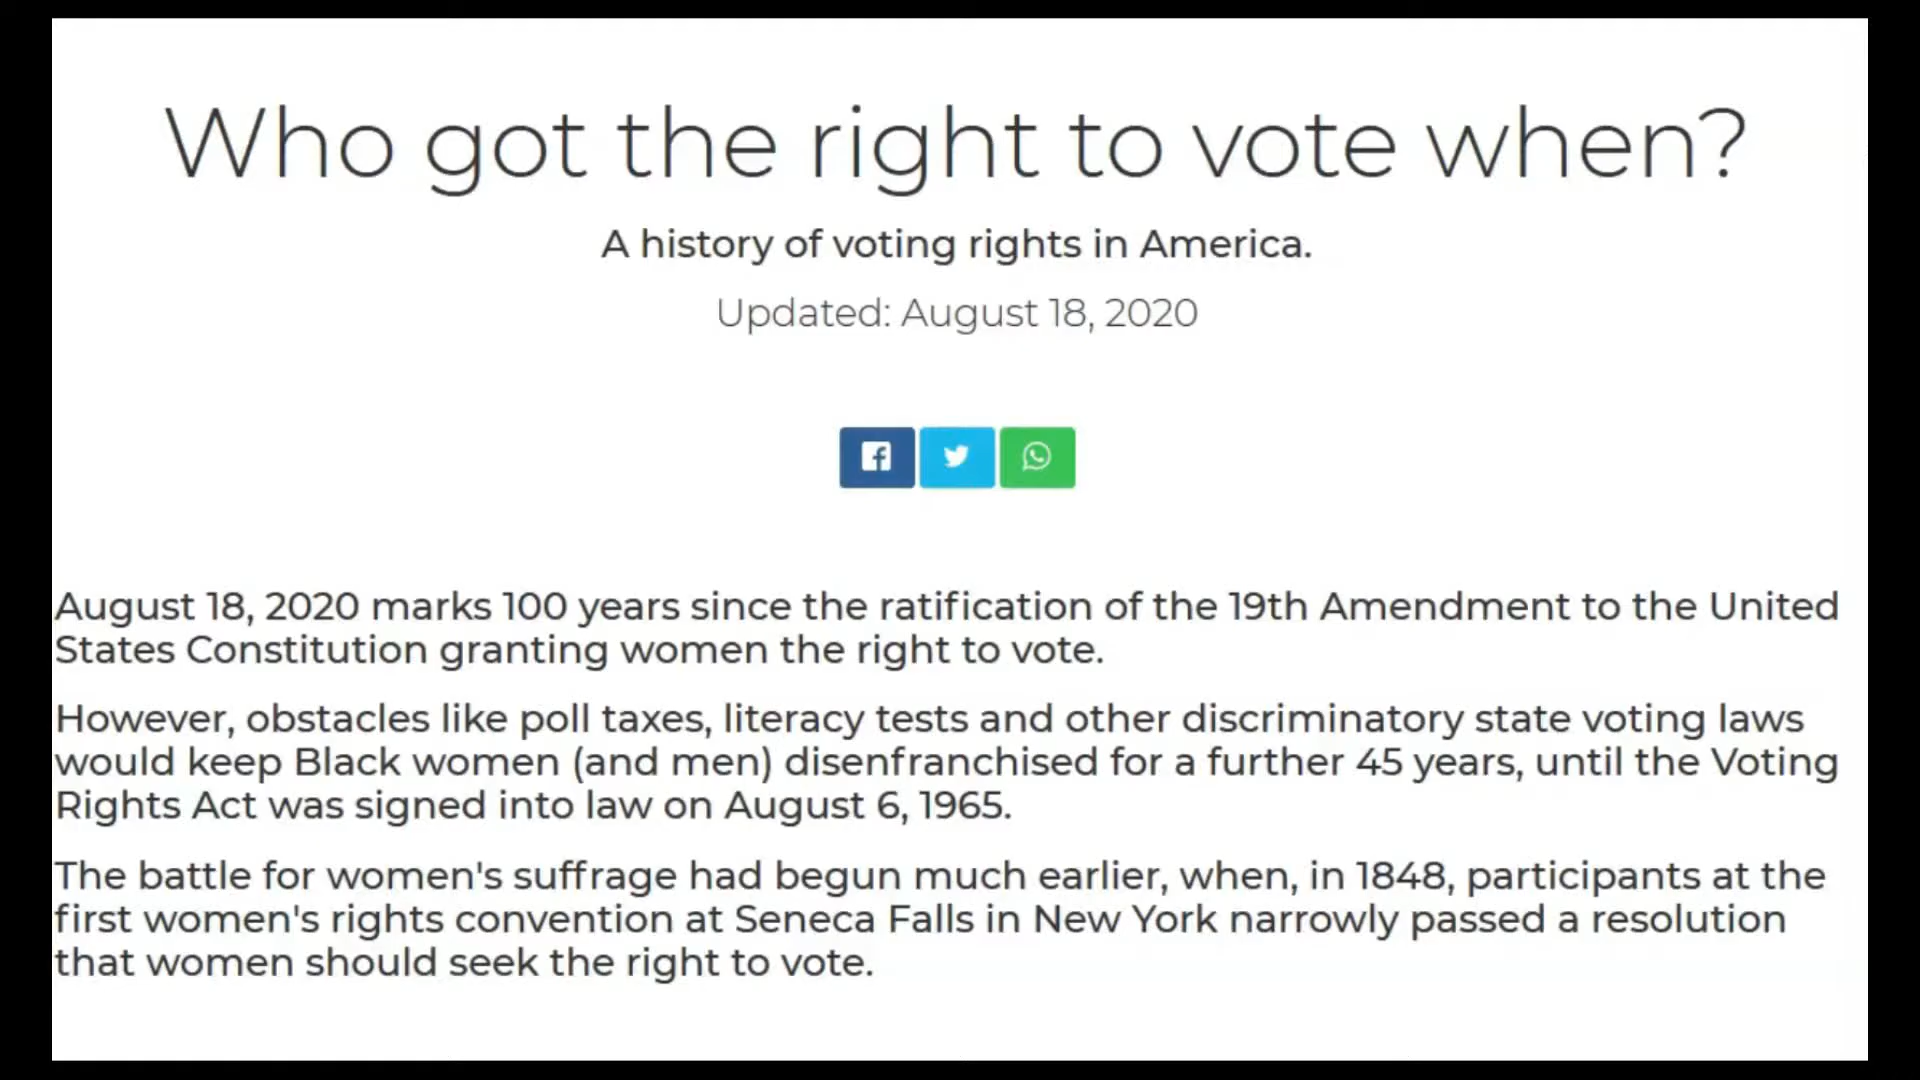 Who got the right to vote when?
A history of voting rights in America.
Updated: August 18, 2020
August 18, 2020 marks 100 years since the ratification of the 19th Amendment to the United
States Constitution granting women the right to vote.
However, obstacles like poll taxes, literacy tests and other discriminatory state voting laws
would keep Black women (and men) disenfranchised for a further 45 years, until the Voting
Rights Act was signed into law on August 6, 1965.
The battle for women's suffrage had begun much earlier, when, in 1848, participants at the
first women's rights convention at Seneca Falls in New York narrowly passed a resolution
that women should seek the right to vote.